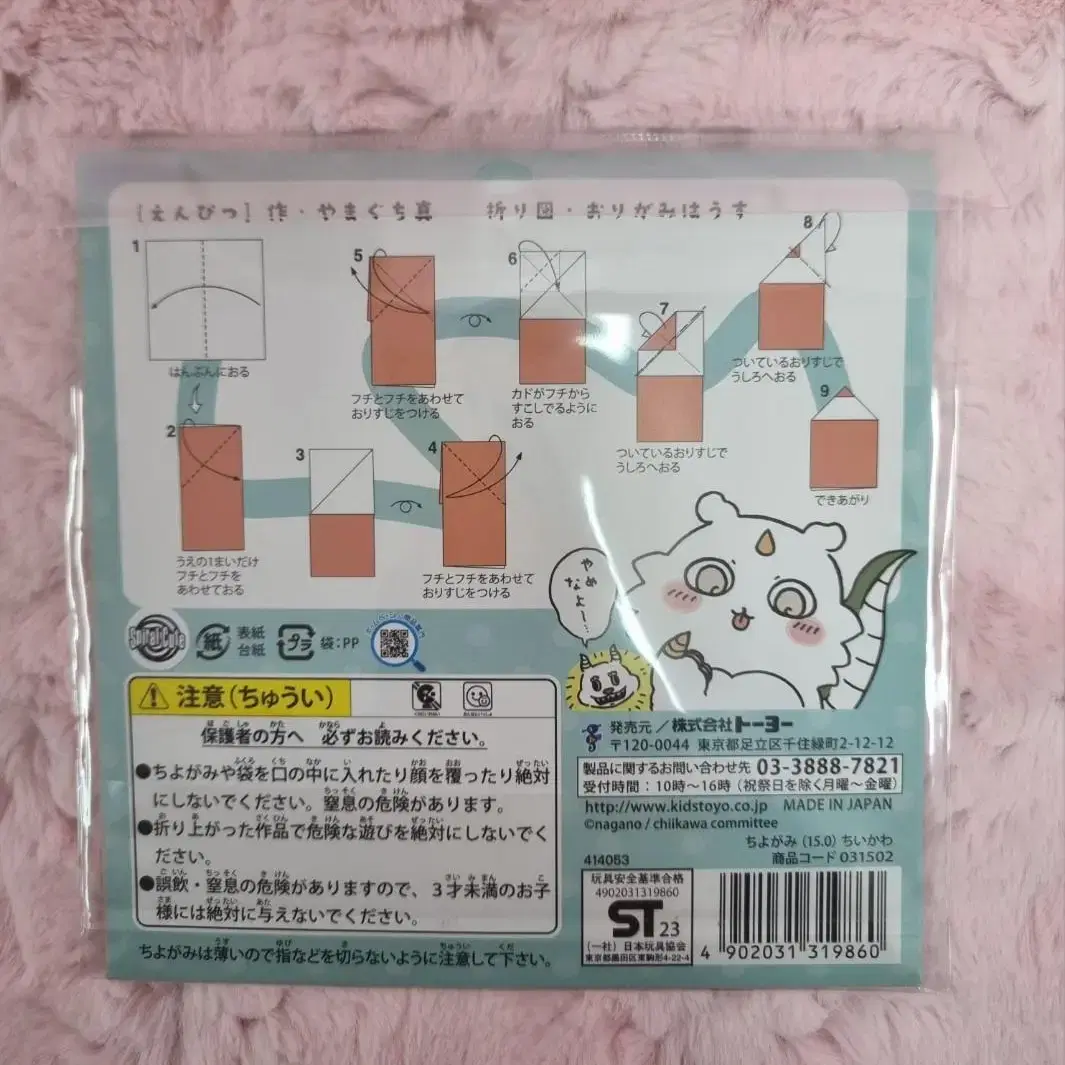 [えんぴつ] 作・やまぐち真 折り図・おりがみはうす
1
はんぶんにおる
2
うえの1まいだけ
フチとフチを
あわせておる
3
4
フチとフチをあわせて
おりすじをつける
5
フチとフチをあわせて
おりすじをつける
6
カドがフチから
すこしでるように
おる
7
ついているおりすじで
うしろへおる
8
ついているおりすじで
うしろへおる
9
できあがり
やめ
なよー…
紙
表紙
台紙
プラ
袋:PP
注意(ちゅうい)
保護者の方へ 必ずお読みください。
●ちよがみや袋を口の中に入れたり顔を覆ったり絶対
にしないでください。窒息の危険があります。
●折り上がった作品で危険な遊びを絶対にしないでく
ださい。
●誤飲・窒息の危険がありますので、3才未満のお子
様には絶対に与えないでください。
ちよがみは薄いので指などを切らないように注意して下さい。
発売元/株式会社トーヨー
〒120-0044 東京都足立区千住緑町2-12-12
製品に関するお問い合わせ先 03-3888-7821
受付時間:10時〜16時(祝祭日を除く月曜〜金曜)
http://www.kidstoyo.co.jp MADE IN JAPAN
©nagano / chiikawa committee
ちよがみ (15.0) ちいかわ
商品コード 031502
414053
玩具安全基準合格
4902031319860
ST 23
(一社)日本玩具協会
東京都墨田区東駒形4-22-4
4 902031 319860